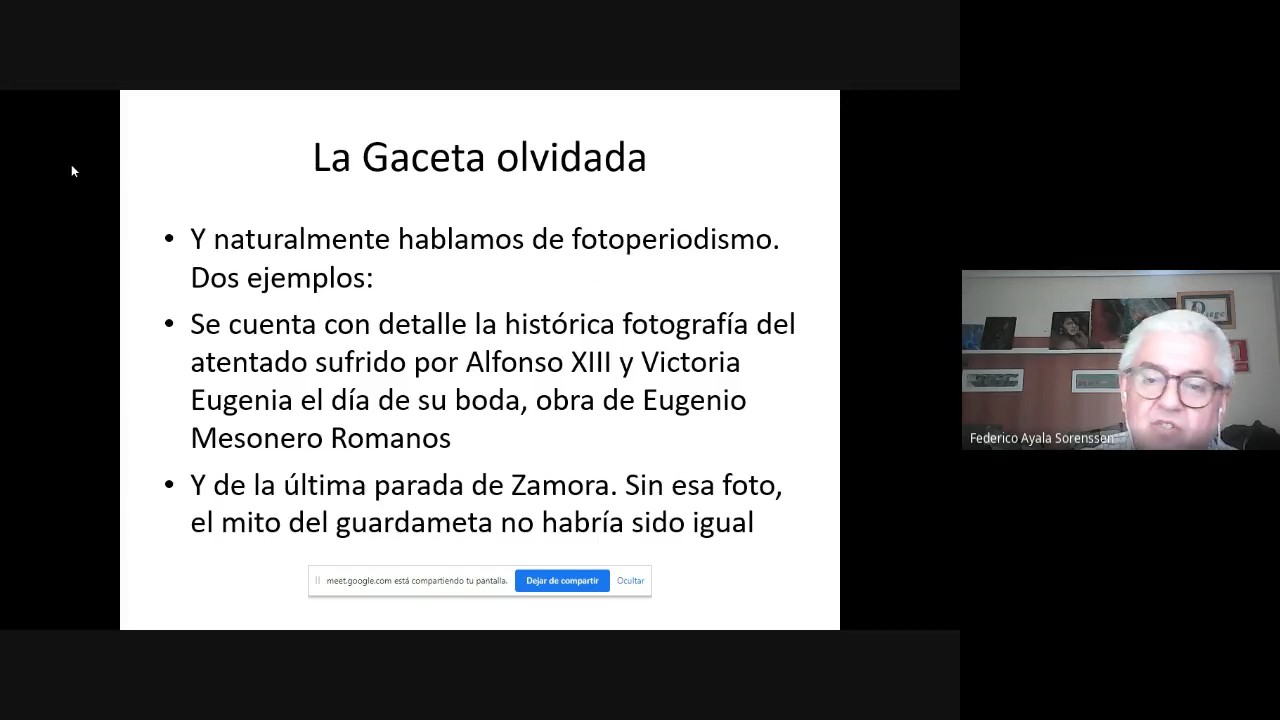 La Gaceta olvidada
• Y naturalmente hablamos de fotoperiodismo.
Dos ejemplos:
• Se cuenta con detalle la histórica fotografía del
atentado sufrido por Alfonso XIII y Victoria
Eugenia el día de su boda, obra de Eugenio
Mesonero Romanos
• Y de la última parada de Zamora. Sin esa foto,
el mito del guardameta no habría sido igual
meet.google.com está compartiendo tu pantalla. Dejar de compartir Ocultar
Federico Ayala Sorenssen